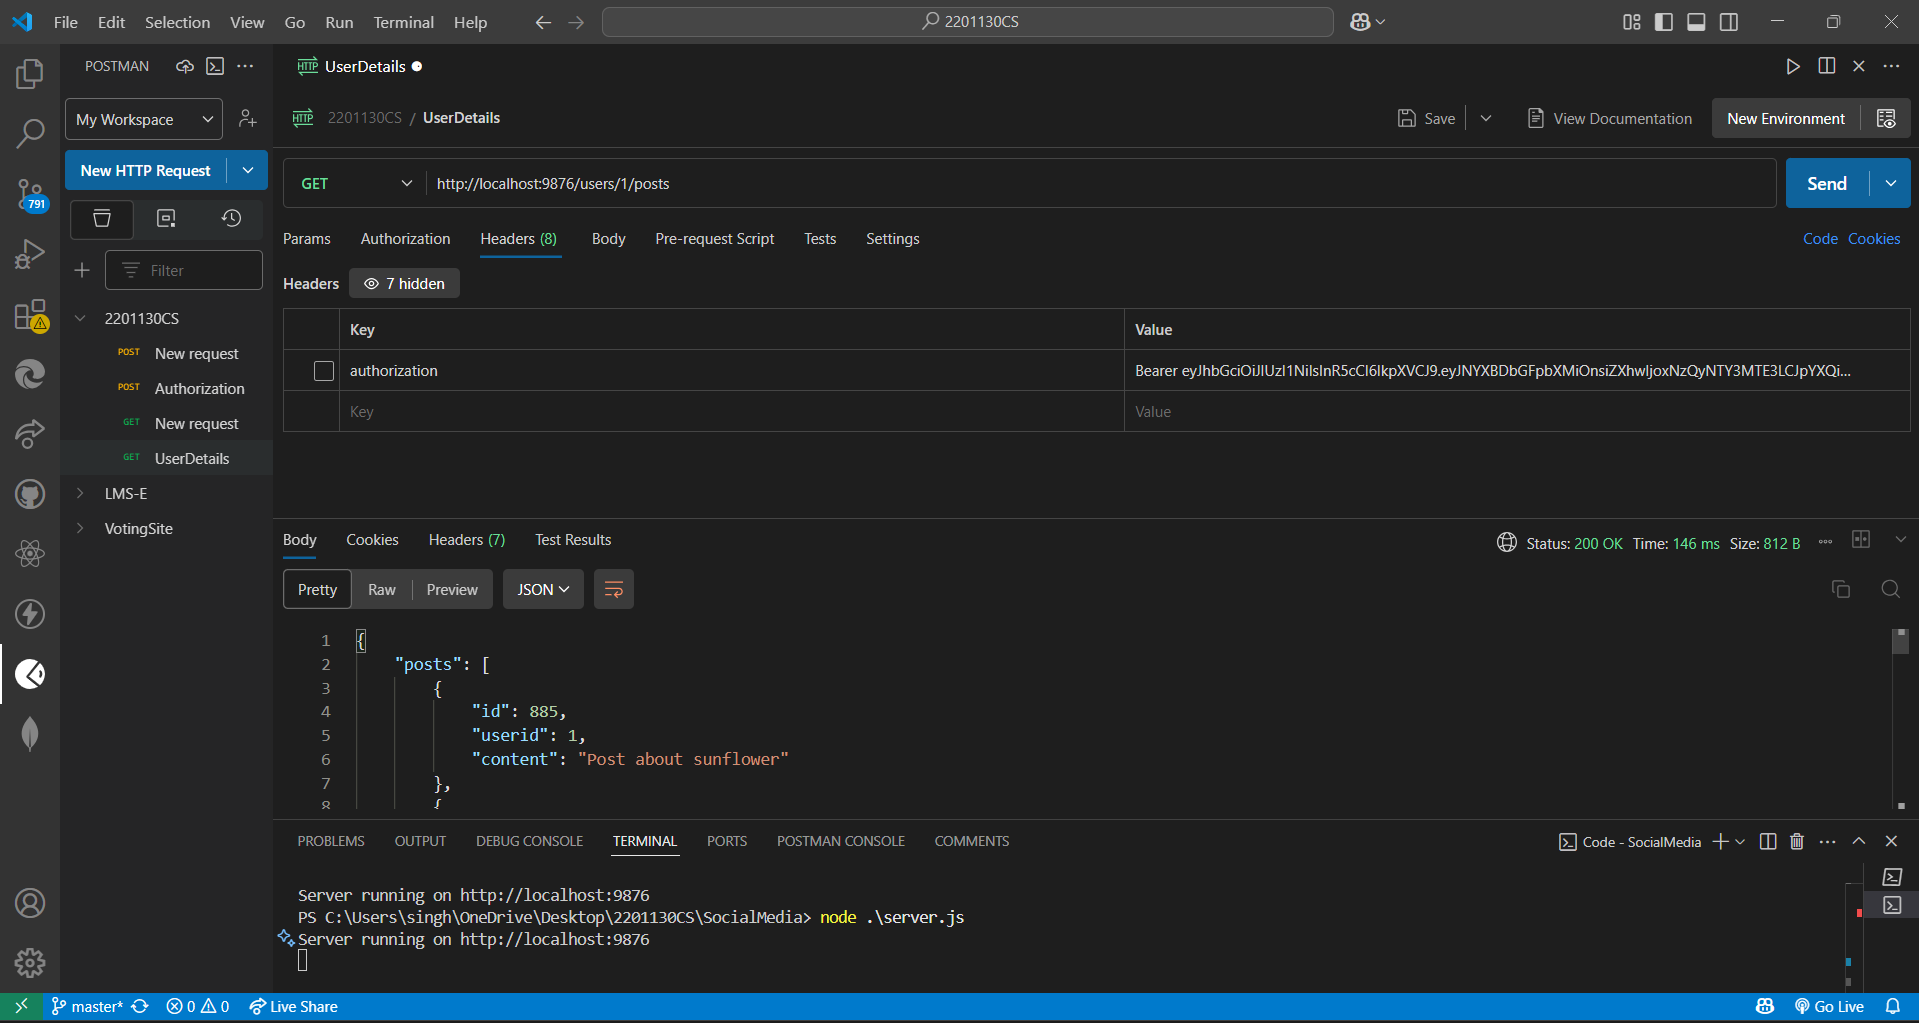 File Edit Selection View Go Run Terminal Help
2201130CS
POSTMAN
HTTP UserDetails
My Workspace
HTTP 2201130CS / UserDetails
Save
View Documentation
New Environment
New HTTP Request
GET
http://localhost:9876/users/1/posts
Send
791
Params Authorization Headers (8) Body Pre-request Script Tests Settings
Code Cookies
Filter
Headers
7 hidden
2201130CS
POST New request
POST Authorization
GET New request
GET UserDetails
LMS-E
VotingSite
Key Value
authorization
Key Value
Body Cookies Headers (7) Test Results
Status: 200 OK Time: 146 ms Size: 812 B
Pretty Raw Preview JSON
1 {
2 "posts": [
3 {
4 "id": 885,
5 "userid": 1,
6 "content": "Post about sunflower"
7 },
8 {
PROBLEMS OUTPUT DEBUG CONSOLE TERMINAL PORTS POSTMAN CONSOLE COMMENTS
Code - SocialMedia
Server running on http://localhost:9876
PS C:\Users\singh\OneDrive\Desktop\2201130CS\SocialMedia> node .\server.js
Server running on http://localhost:9876
master* 0 0 Live Share
Go Live